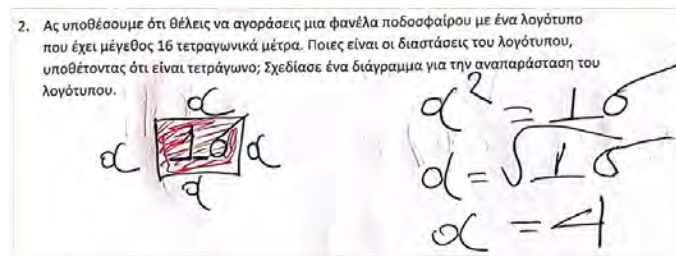 2. Ας υποθέσουμε ότι θέλεις να αγοράσεις μια φανέλα ποδοσφαίρου με ένα λογότυπο
που έχει μέγεθος 16 τετραγωνικά μέτρα. Ποιες είναι οι διαστάσεις του λογότυπου,
υποθέτοντας ότι είναι τετράγωνο; Σχεδίασε ένα διάγραμμα για την αναπαράσταση του
λογότυπου.
α
α 16 α
α
α² = 16
α = √16
α = 4